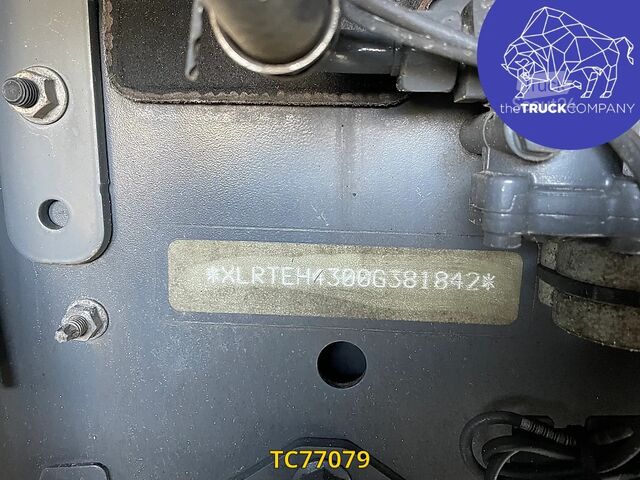 theTRUCKCOMPANY
*XLRTEH4300G381842*
TC77079